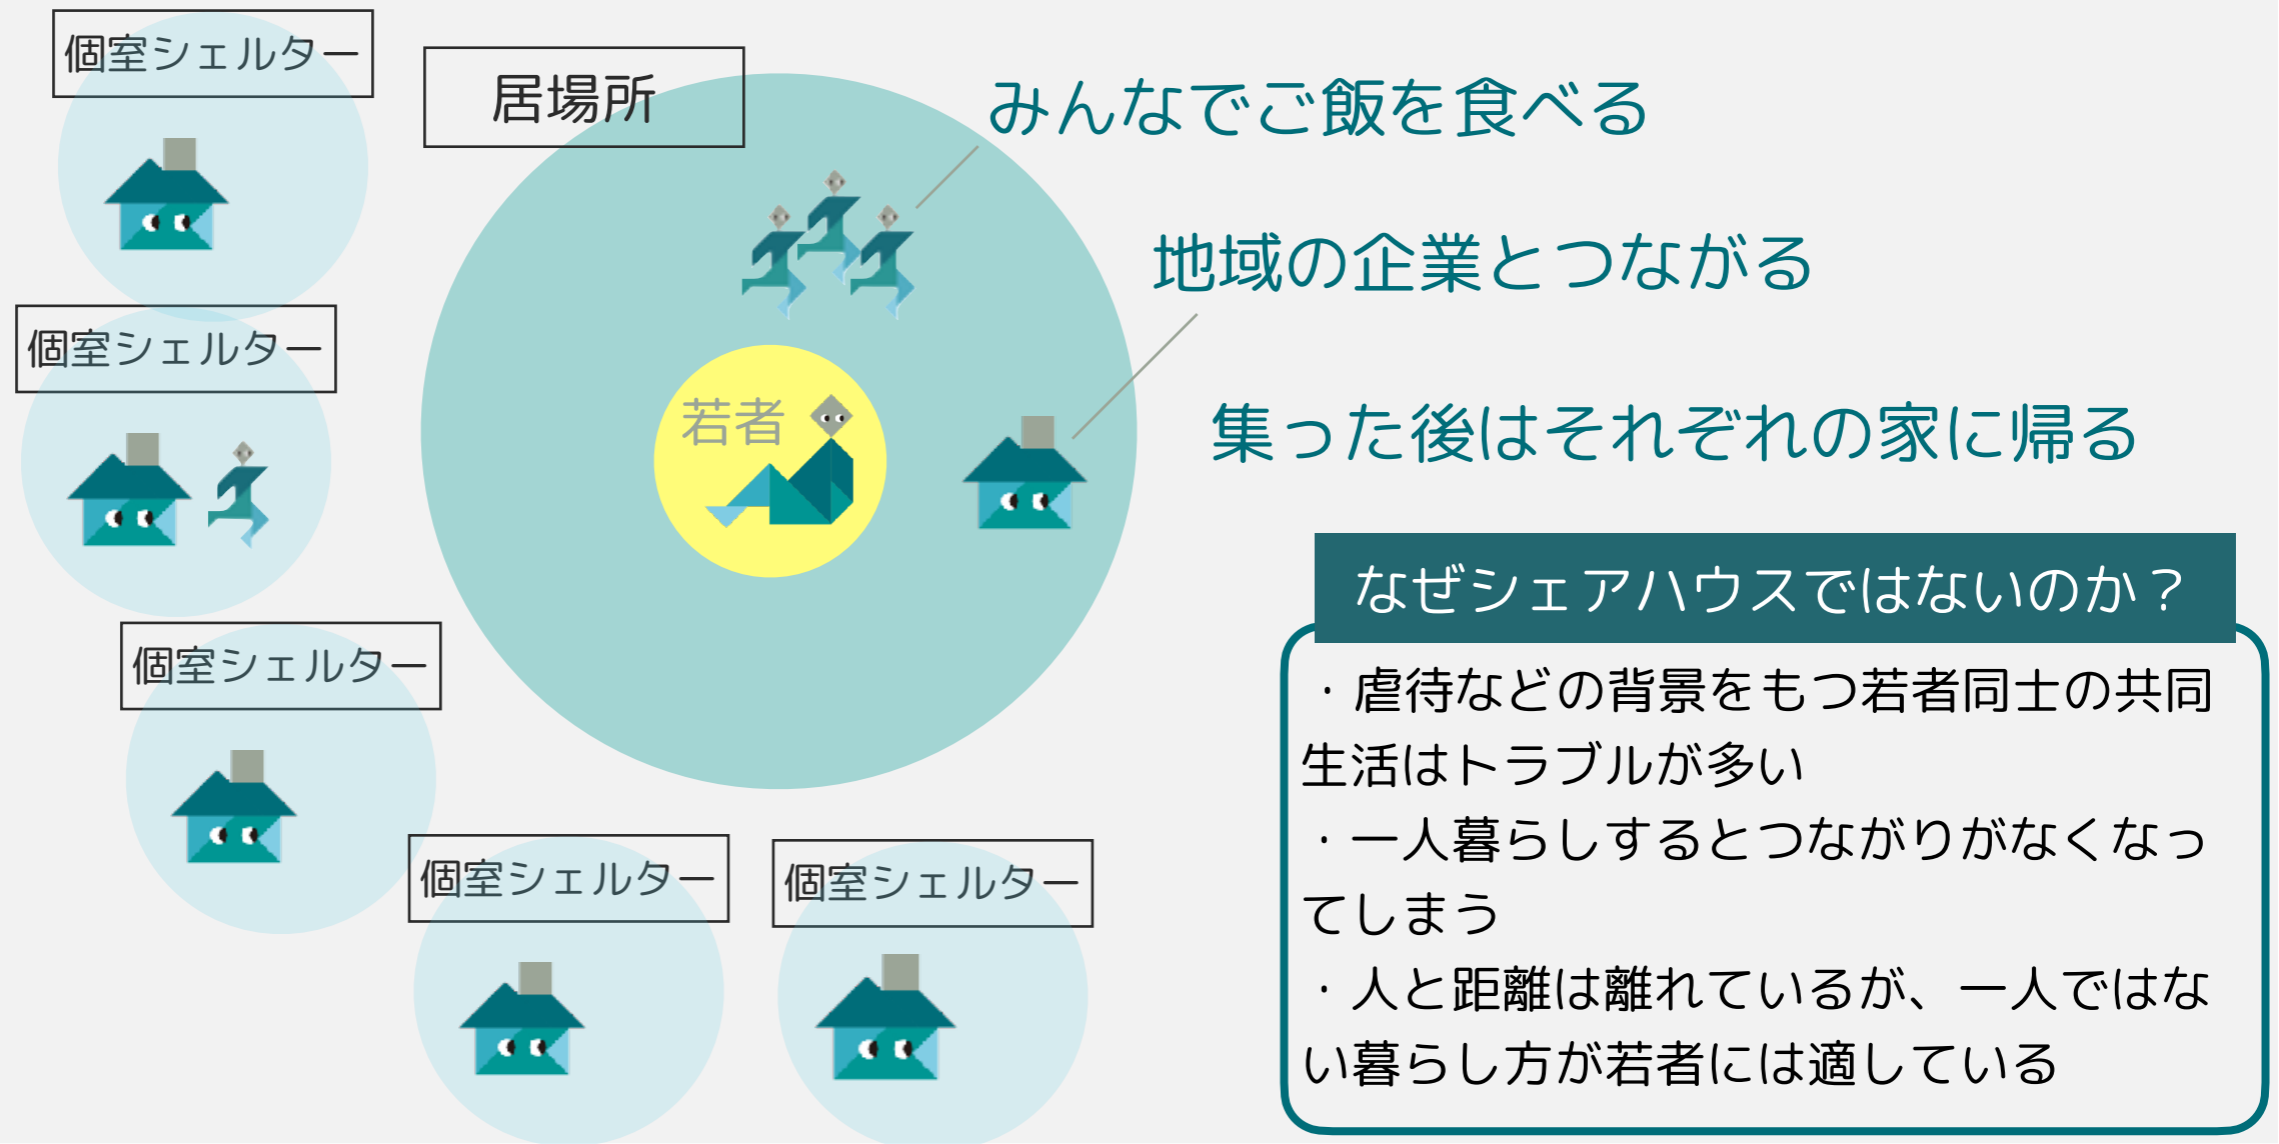 個室シェルター
居場所
みんなでご飯を食べる
地域の企業とつながる
個室シェルター
若者
集った後はそれぞれの家に帰る
個室シェルター
個室シェルター
個室シェルター
なぜシェアハウスではないのか？
・虐待などの背景をもつ若者同士の共同
生活はトラブルが多い
・一人暮らしするとつながりがなくなっ
てしまう
・人と距離は離れているが、一人ではな
い暮らし方が若者には適している